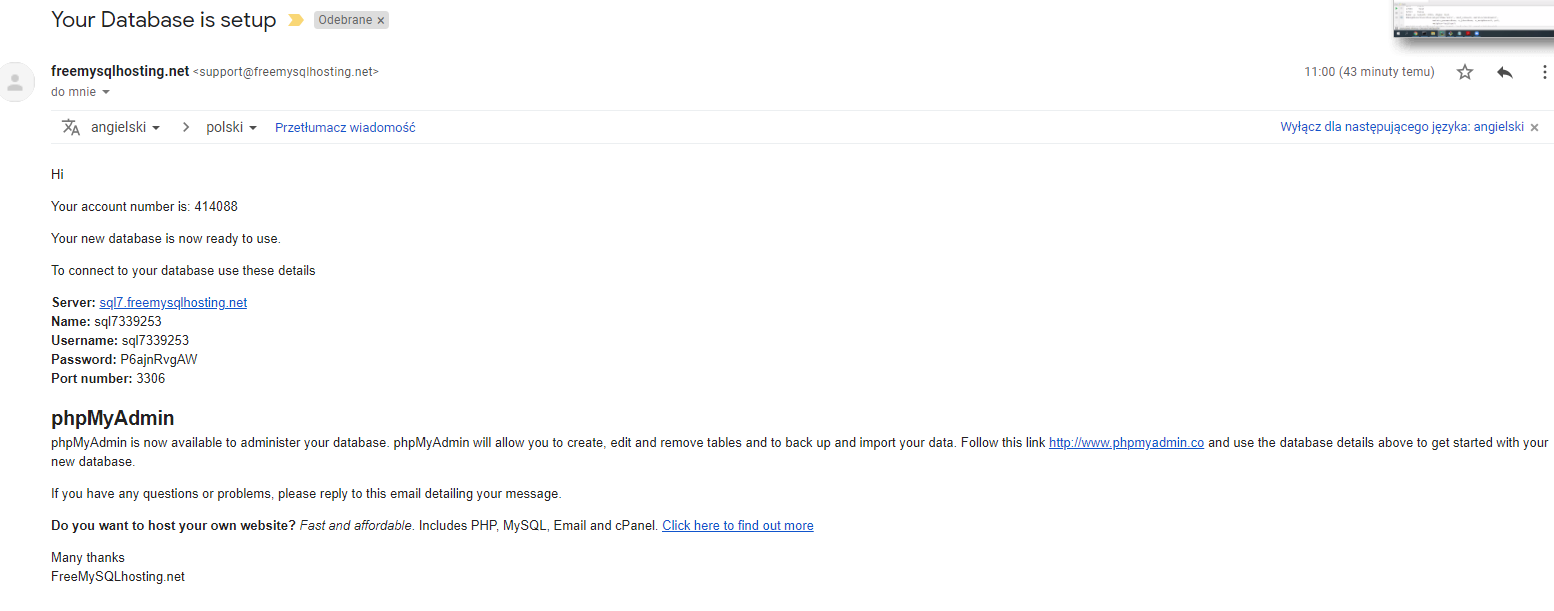 Your Database is setup Odebrane ×
freemysqlhosting.net <support@freemysqlhosting.net> 11:00 (43 minuty temu)
do mnie
angielski > polski Przetłumacz wiadomość Wyłącz dla następującego języka: angielski ×
Hi
Your account number is: 414088
Your new database is now ready to use.
To connect to your database use these details
Server: sql7.freemysqlhosting.net
Name: sql7339253
Username: sql7339253
Password: P6ajnRvgAW
Port number: 3306
phpMyAdmin
phpMyAdmin is now available to administer your database. phpMyAdmin will allow you to create, edit and remove tables and to back up and import your data. Follow this link http://www.phpmyadmin.co and use the database details above to get started with your
new database.
If you have any questions or problems, please reply to this email detailing your message.
Do you want to host your own website? Fast and affordable. Includes PHP, MySQL, Email and cPanel. Click here to find out more
Many thanks
FreeMySQLhosting.net